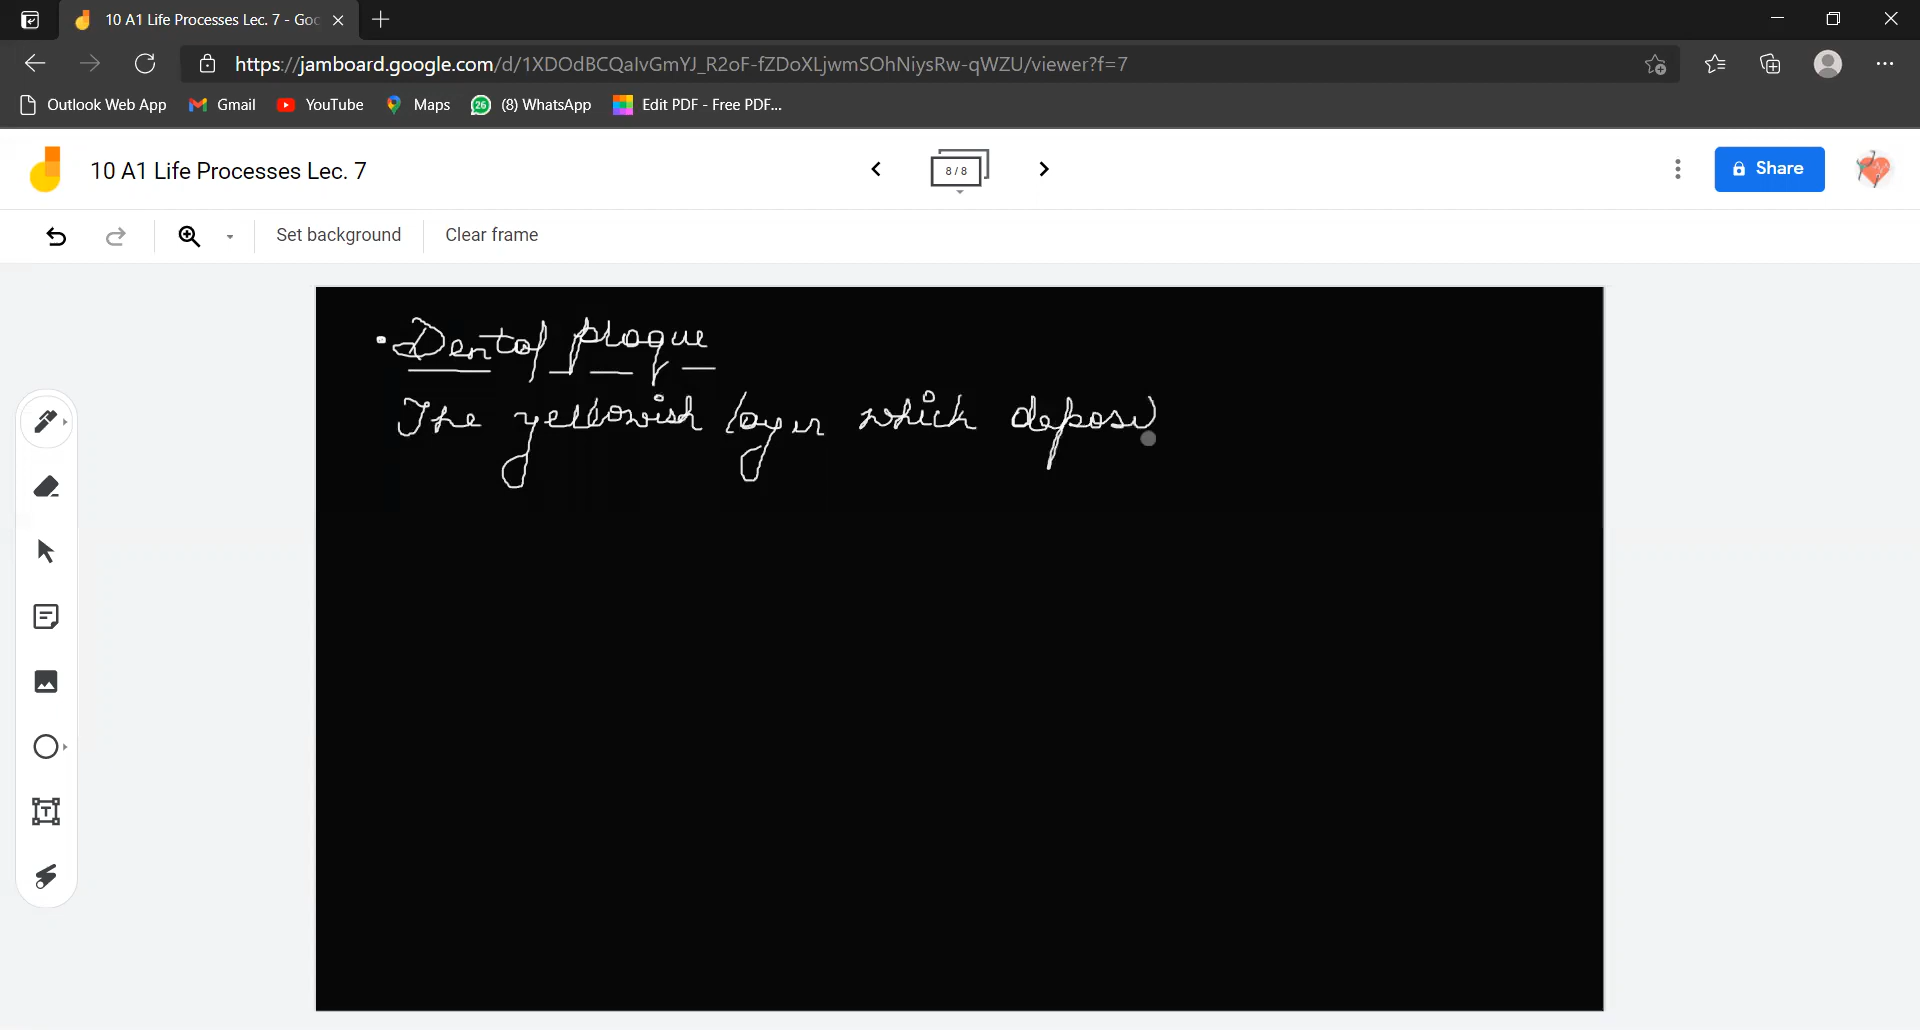 10 A1 Life Processes Lec. 7 - Goo
https://jamboard.google.com/d/1XDOdBCQaIvGmYJ_R2oF-fZDoXLjwmSOhNiysRw-qWZU/viewer?f=7
Outlook Web App Gmail YouTube Maps 26 (8) WhatsApp Edit PDF - Free PDF...
10 A1 Life Processes Lec. 7 8 / 8 Share
Set background Clear frame
• Dental plaque
The yellowish layer which deposi